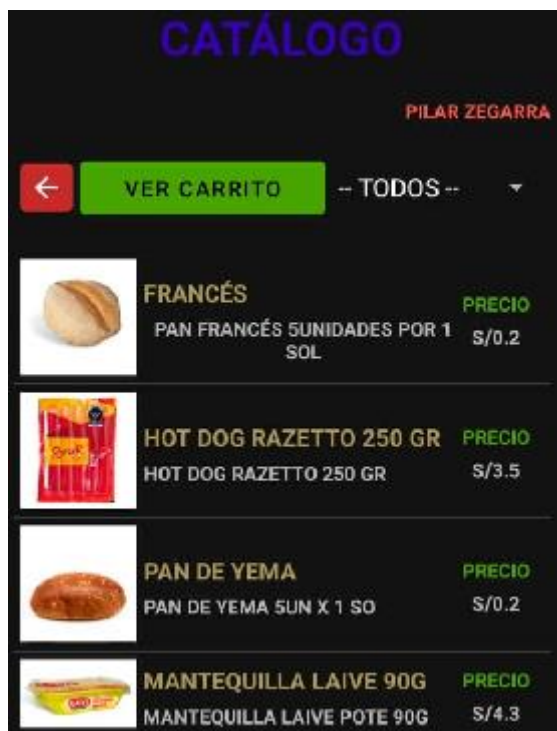 CATÁLOGO
PILAR ZEGARRA
VER CARRITO
-- TODOS --
FRANCÉS
PAN FRANCÉS 5UNIDADES POR 1
SOL
PRECIO
S/0.2
HOT DOG RAZETTO 250 GR
HOT DOG RAZETTO 250 GR
PRECIO
S/3.5
PAN DE YEMA
PAN DE YEMA 5UN X 1 SO
PRECIO
S/0.2
MANTEQUILLA LAIVE 90G
MANTEQUILLA LAIVE POTE 90G
PRECIO
S/4.3